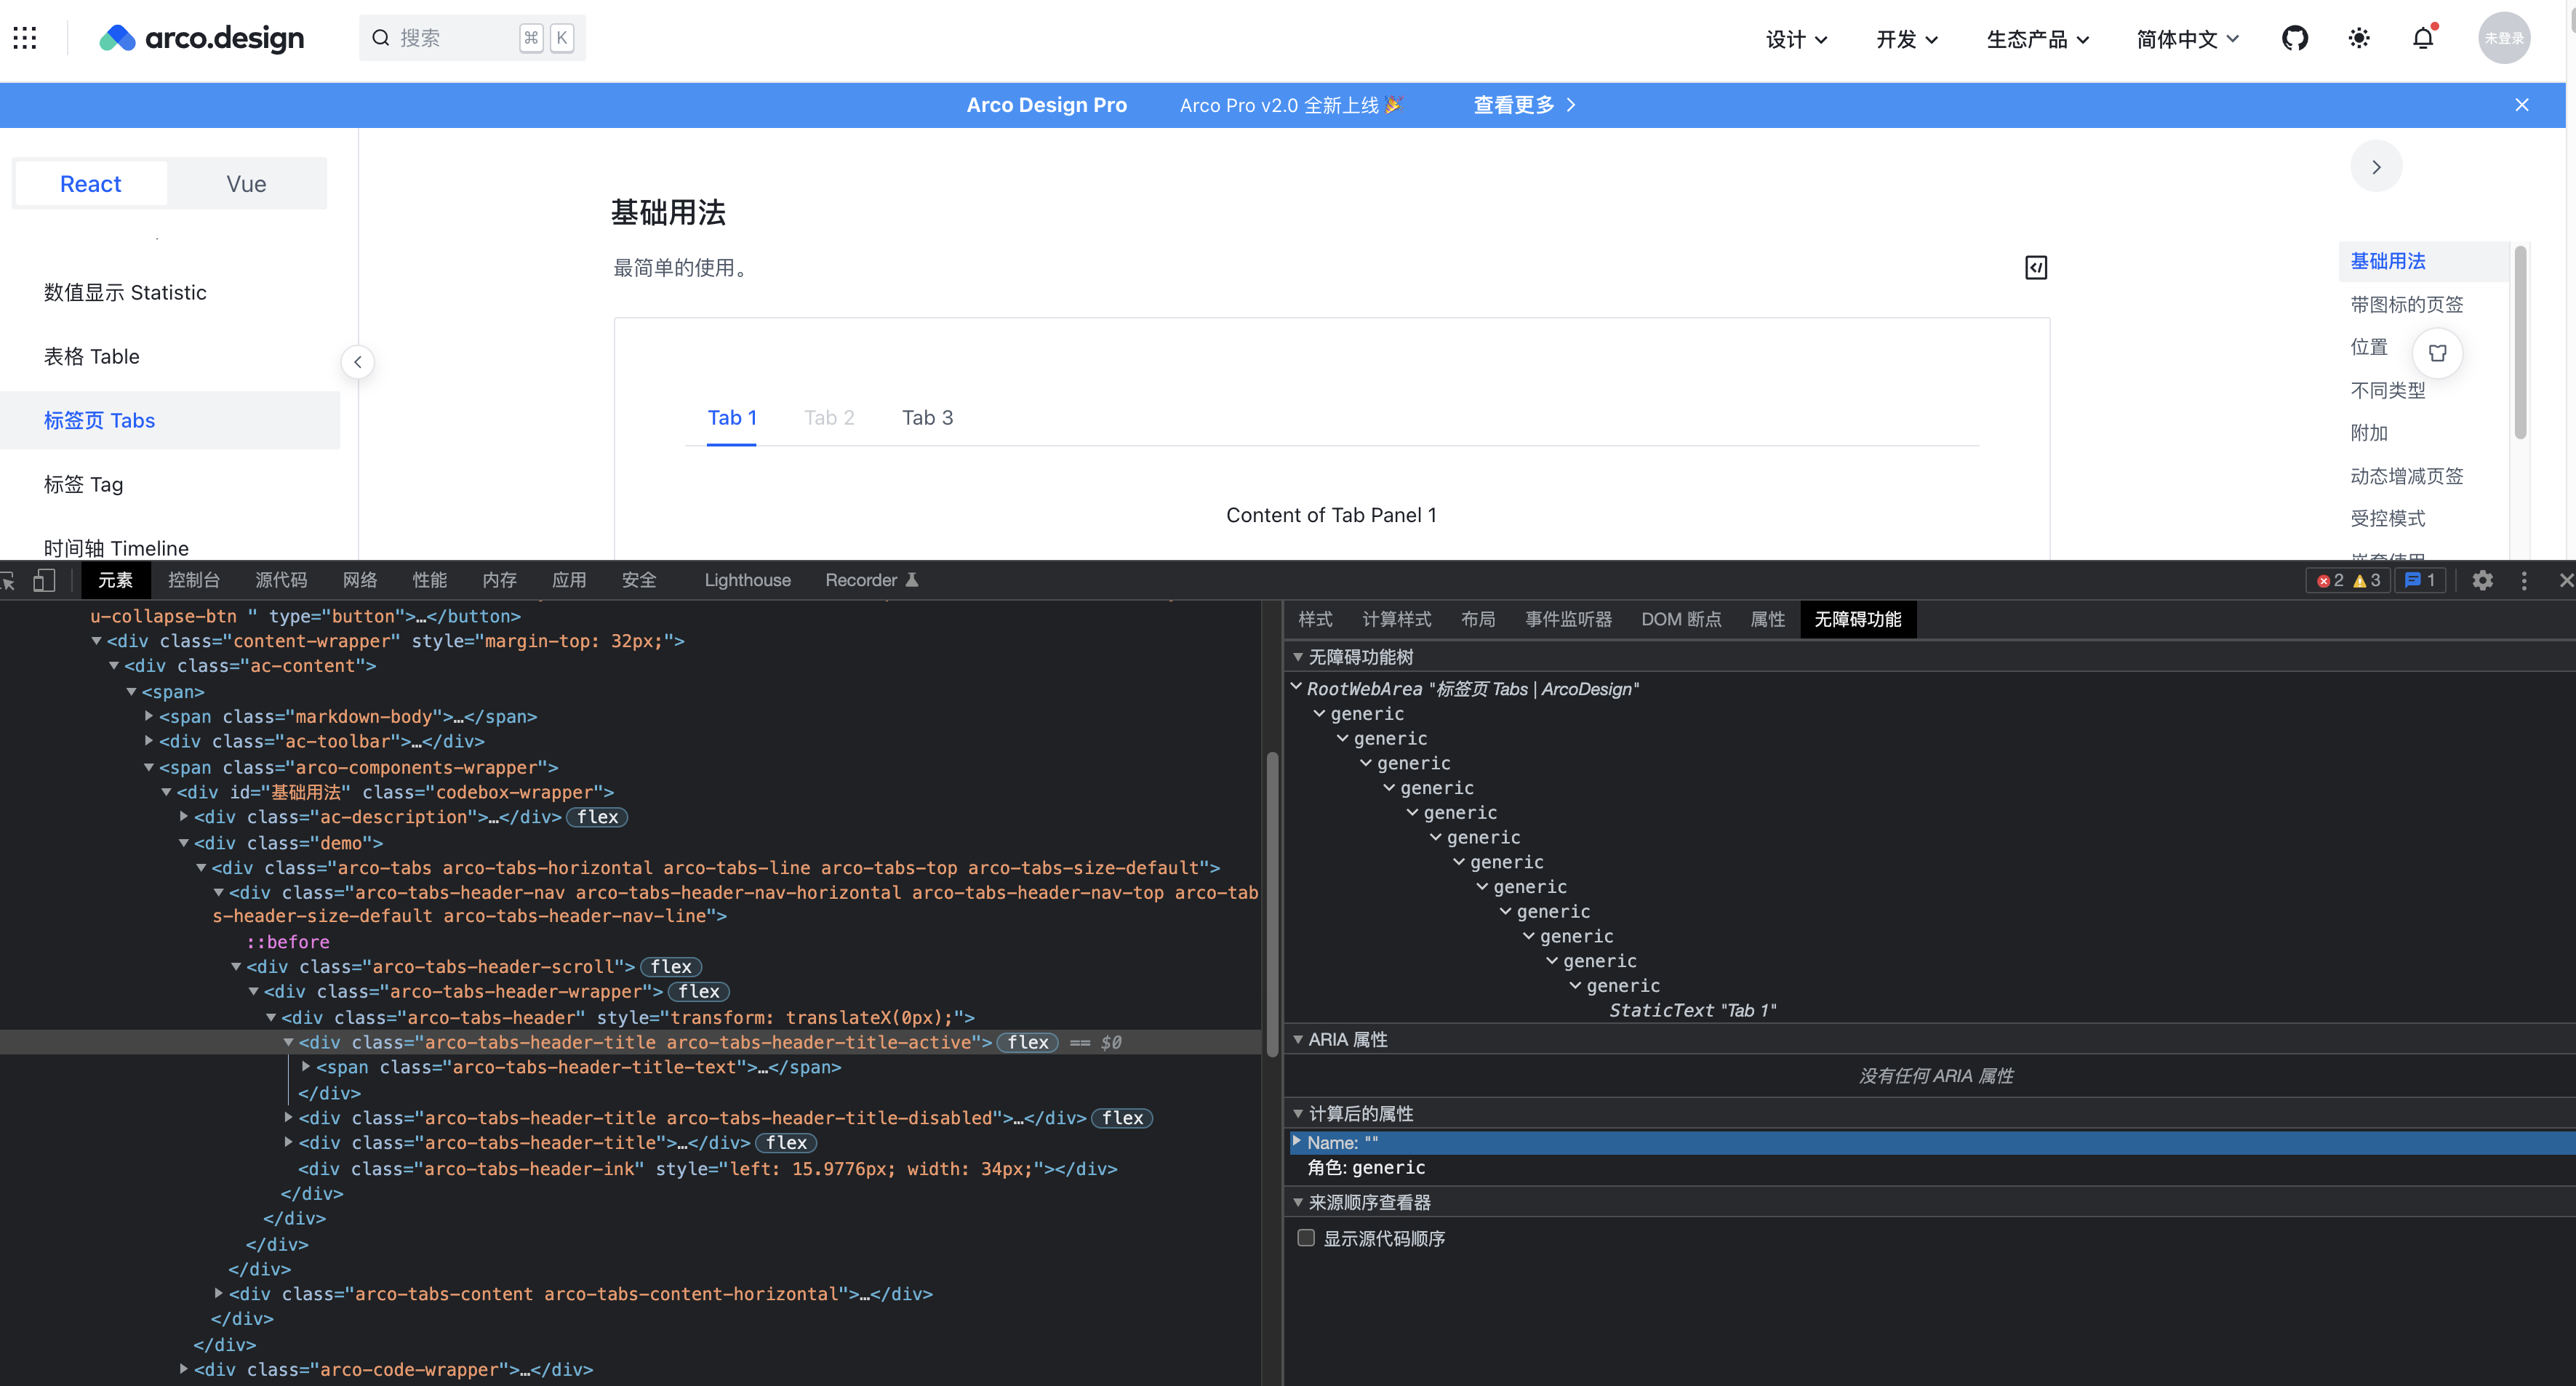 arco.design
搜索
⌘ K
设计
开发
生态产品
简体中文
未登录
Arco Design Pro Arco Pro v2.0 全新上线 🎉 查看更多
React Vue
数值显示 Statistic
表格 Table
标签页 Tabs
标签 Tag
时间轴 Timeline
基础用法
最简单的使用。
Tab 1 Tab 2 Tab 3
Content of Tab Panel 1
基础用法
带图标的页签
位置
不同类型
附加
动态增减页签
受控模式
嵌套使用
元素 控制台 源代码 网络 性能 内存 应用 安全 Lighthouse Recorder 2 3 1
u-collapse-btn " type="button">…</button>
<div class="content-wrapper" style="margin-top: 32px;">
<div class="ac-content">
<span>
<span class="markdown-body">…</span>
<div class="ac-toolbar">…</div>
<span class="arco-components-wrapper">
<div id="基础用法" class="codebox-wrapper">
<div class="ac-description">…</div> flex
<div class="demo">
<div class="arco-tabs arco-tabs-horizontal arco-tabs-line arco-tabs-top arco-tabs-size-default">
<div class="arco-tabs-header-nav arco-tabs-header-nav-horizontal arco-tabs-header-nav-top arco-tab
s-header-size-default arco-tabs-header-nav-line">
::before
<div class="arco-tabs-header-scroll"> flex
<div class="arco-tabs-header-wrapper"> flex
<div class="arco-tabs-header" style="transform: translateX(0px);">
<div class="arco-tabs-header-title arco-tabs-header-title-active"> flex == $0
<span class="arco-tabs-header-title-text">…</span>
</div>
<div class="arco-tabs-header-title arco-tabs-header-title-disabled">…</div> flex
<div class="arco-tabs-header-title">…</div> flex
<div class="arco-tabs-header-ink" style="left: 15.9776px; width: 34px;"></div>
</div>
</div>
</div>
</div>
<div class="arco-tabs-content arco-tabs-content-horizontal">…</div>
</div>
</div>
<div class="arco-code-wrapper">…</div>
样式 计算样式 布局 事件监听器 DOM 断点 属性 无障碍功能
无障碍功能树
RootWebArea "标签页 Tabs | ArcoDesign"
generic
generic
generic
generic
generic
generic
generic
generic
generic
generic
generic
generic
StaticText "Tab 1"
ARIA 属性
没有任何 ARIA 属性
计算后的属性
Name: ""
角色: generic
来源顺序查看器
显示源代码顺序